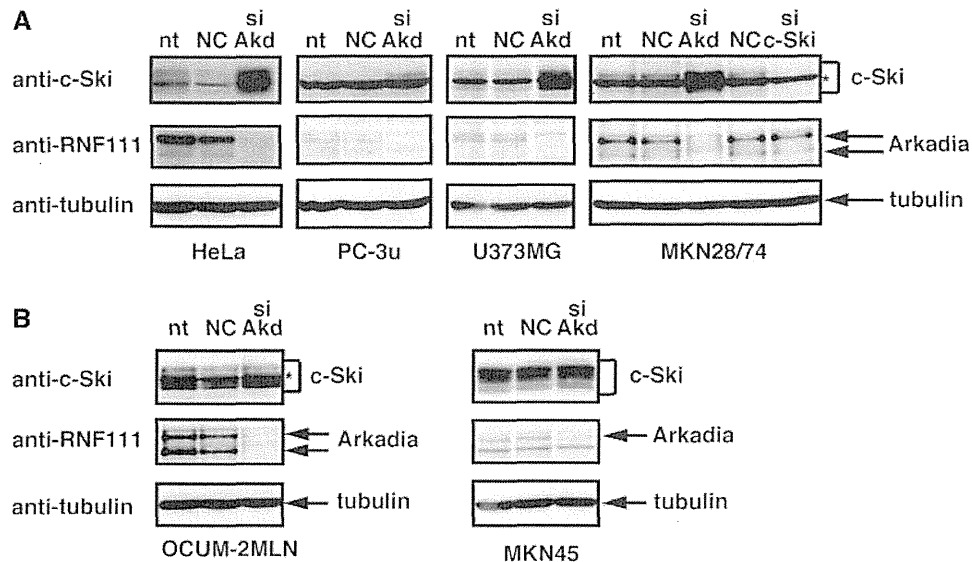 A
si si
nt NC Akd nt NC Akd nt NC Akd nt NC Akd NC c-Ski
anti-c-Ski * c-Ski
anti-RNF111 Arkadia
anti-tubulin tubulin
HeLa PC-3u U373MG MKN28/74
B
si si
nt NC Akd nt NC Akd
anti-c-Ski * c-Ski c-Ski
anti-RNF111 Arkadia Arkadia
anti-tubulin tubulin tubulin
OCUM-2MLN MKN45